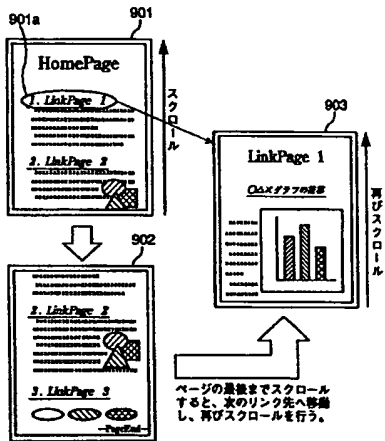 901a
901
HomePage
1. LinkPage 1
2. LinkPage 2
スクロール
903
LinkPage 1
〇△×グラフの推移
再びスクロール
902
2. LinkPage 2
3. LinkPage 3
PageEnd
ページの最後までスクロール
すると、次のリンク先へ移動
し、再びスクロールを行う。